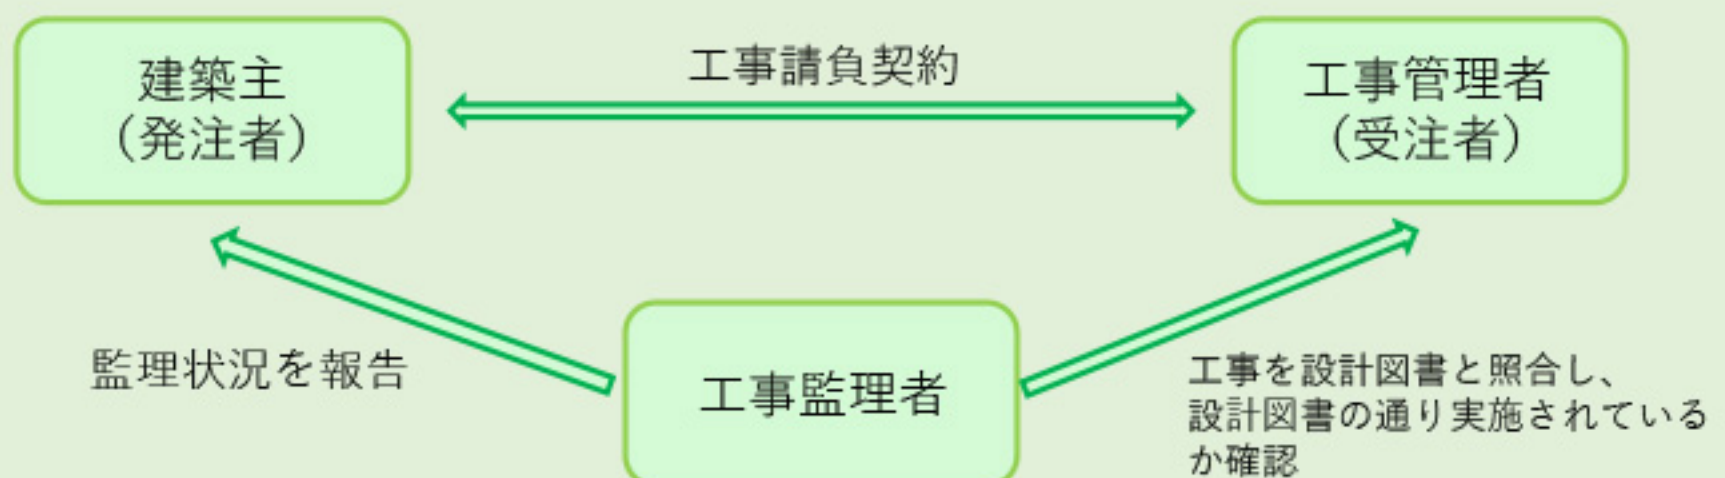 建築主
(発注者)
工事請負契約
工事管理者
(受注者)
監理状況を報告
工事監理者
工事を設計図書と照合し、
設計図書の通り実施されている
か確認